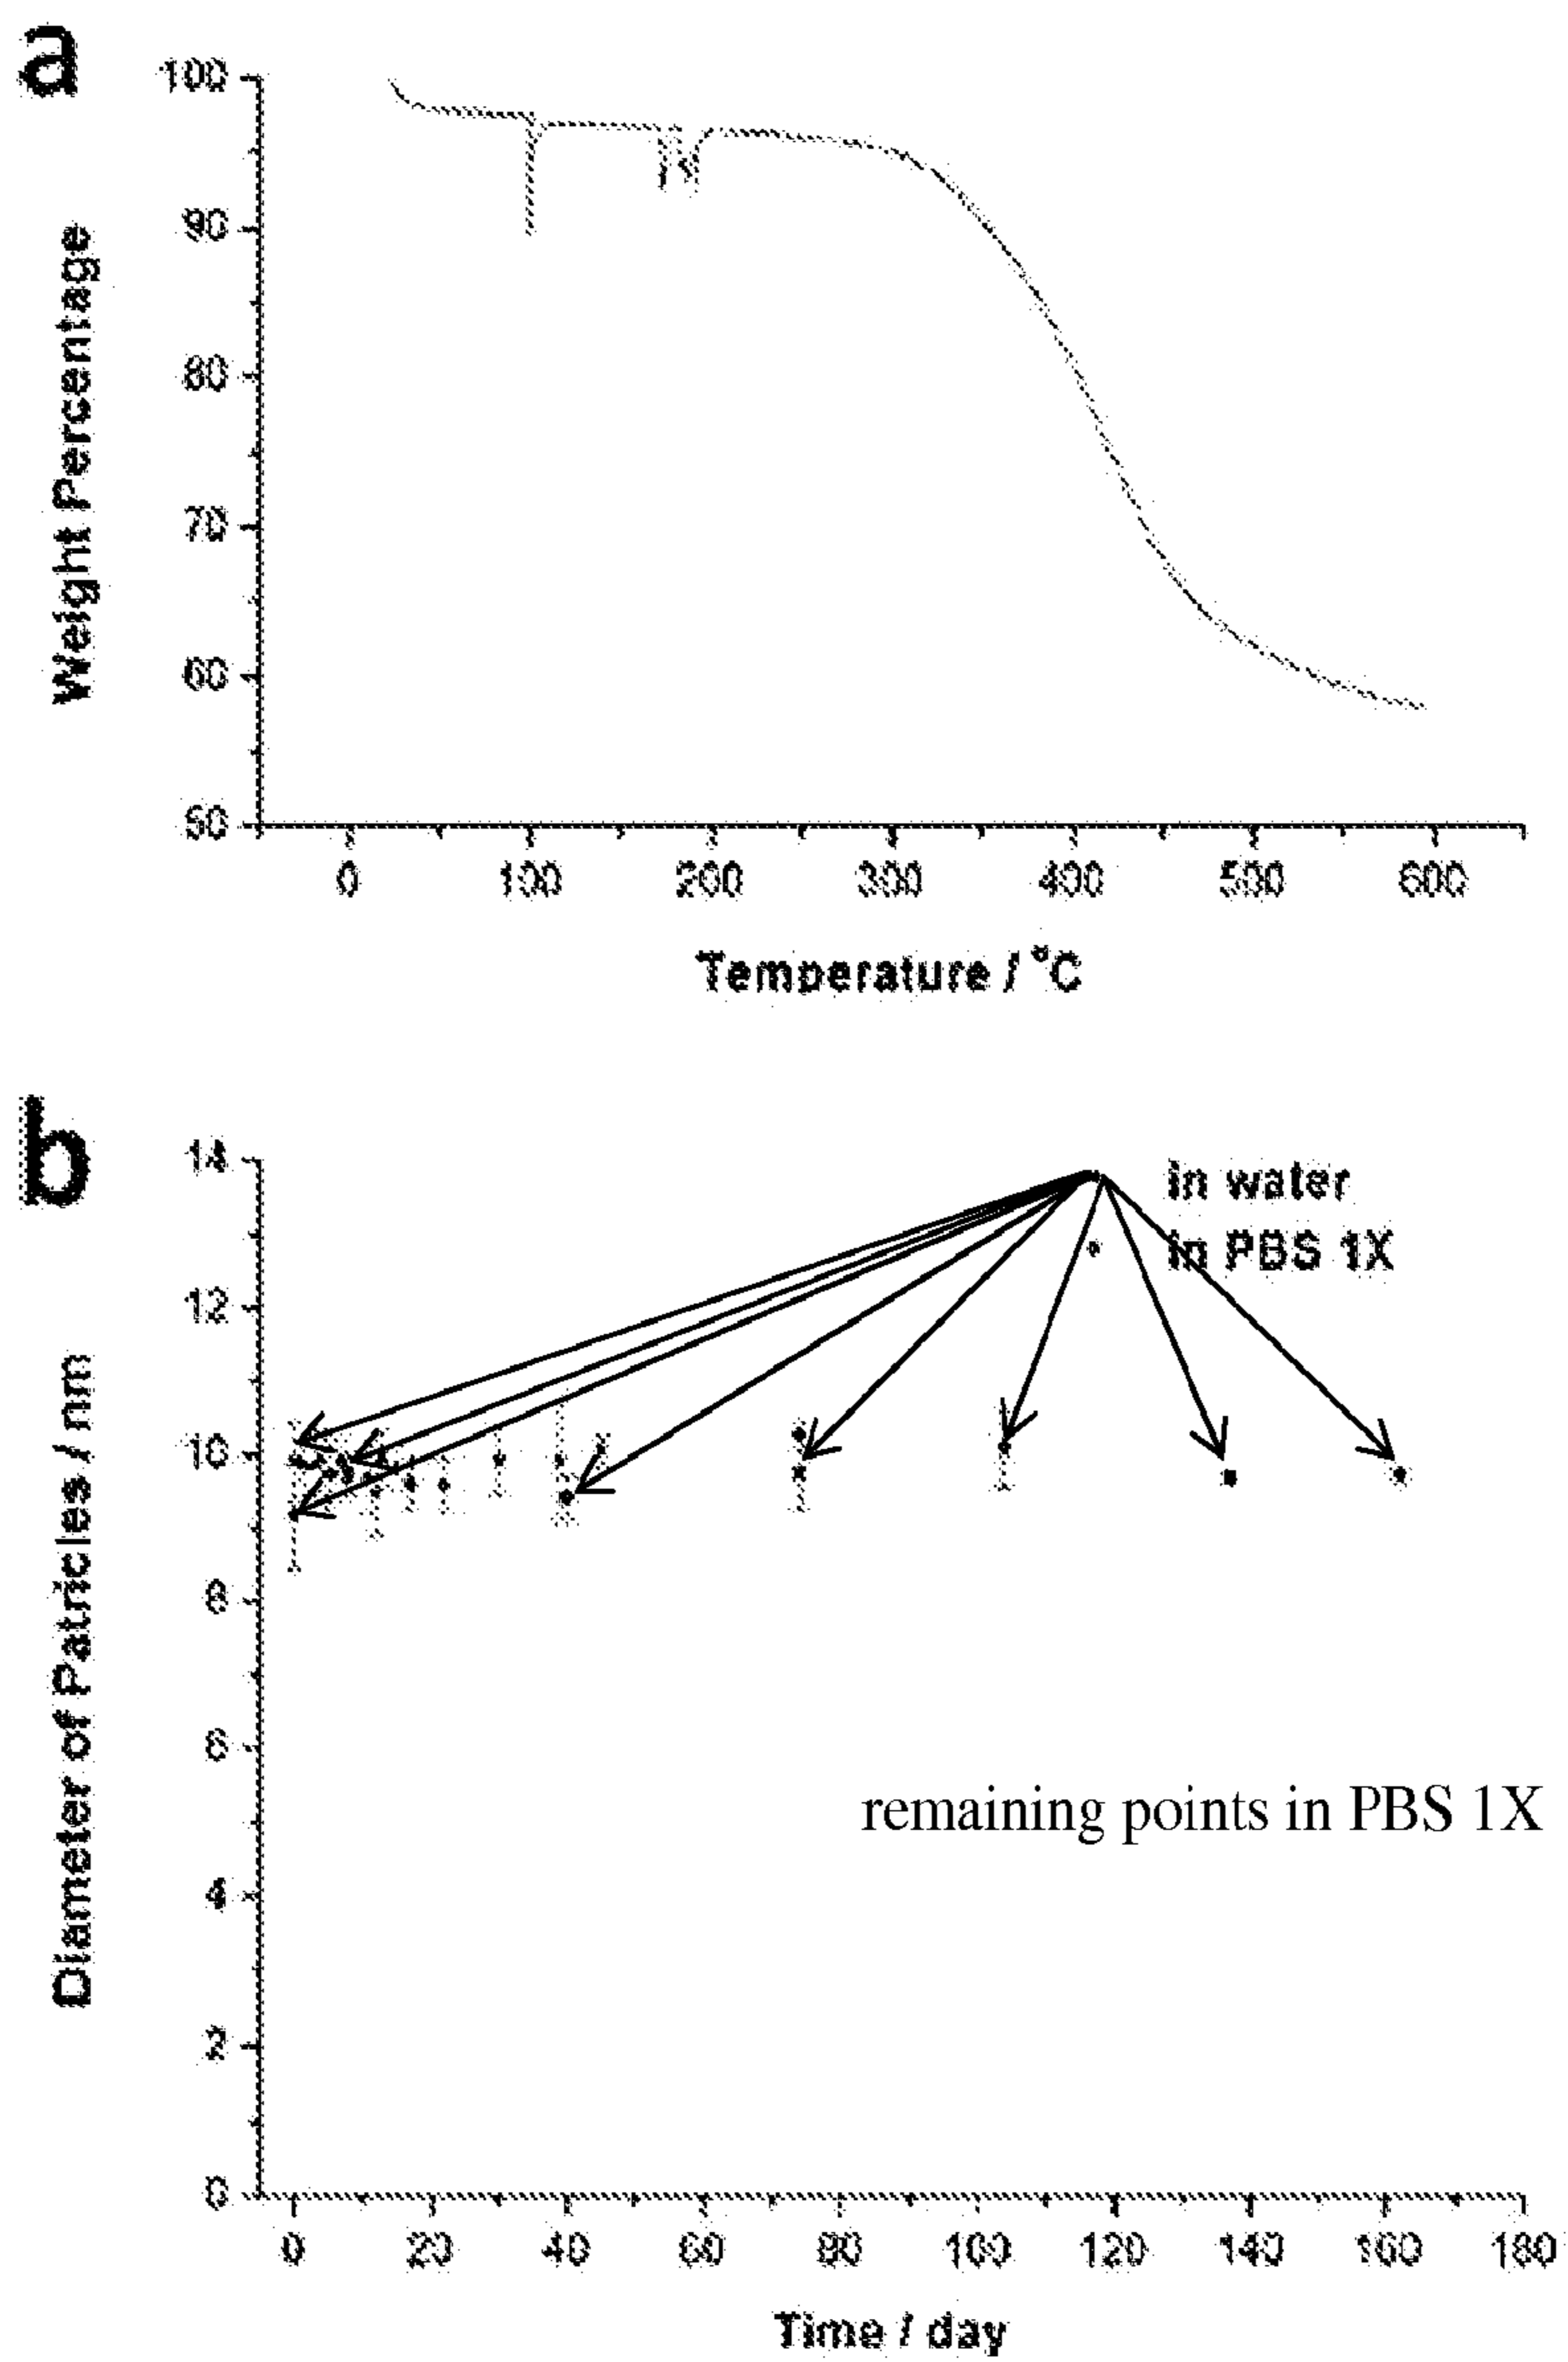 a
100
90
80
70
60
50
Weight Percentage
0 100 200 300 400 500 600
Temperature / °C
b
14
12
10
8
6
4
2
0
Diameter of Patricles / nm
in water
in PBS 1X
remaining points in PBS 1X
0 20 40 60 80 100 120 140 160 180
Time / day